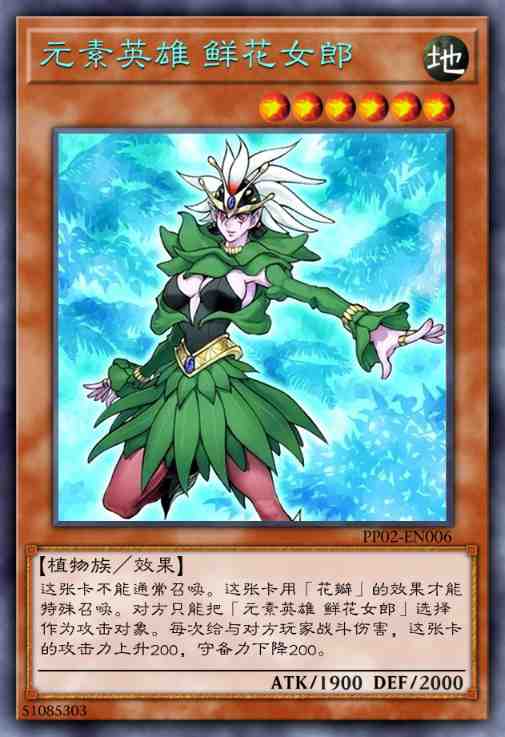 元素英雄 鲜花女郎
地
PP02-EN006
【植物族／效果】
这张卡不能通常召唤。这张卡用「花瓣」的效果才能
特殊召唤。对方只能把「元素英雄 鲜花女郎」选择
作为攻击对象。每次给与对方玩家战斗伤害，这张卡
的攻击力上升200，守备力下降200。
ATK/1900 DEF/2000
51085303